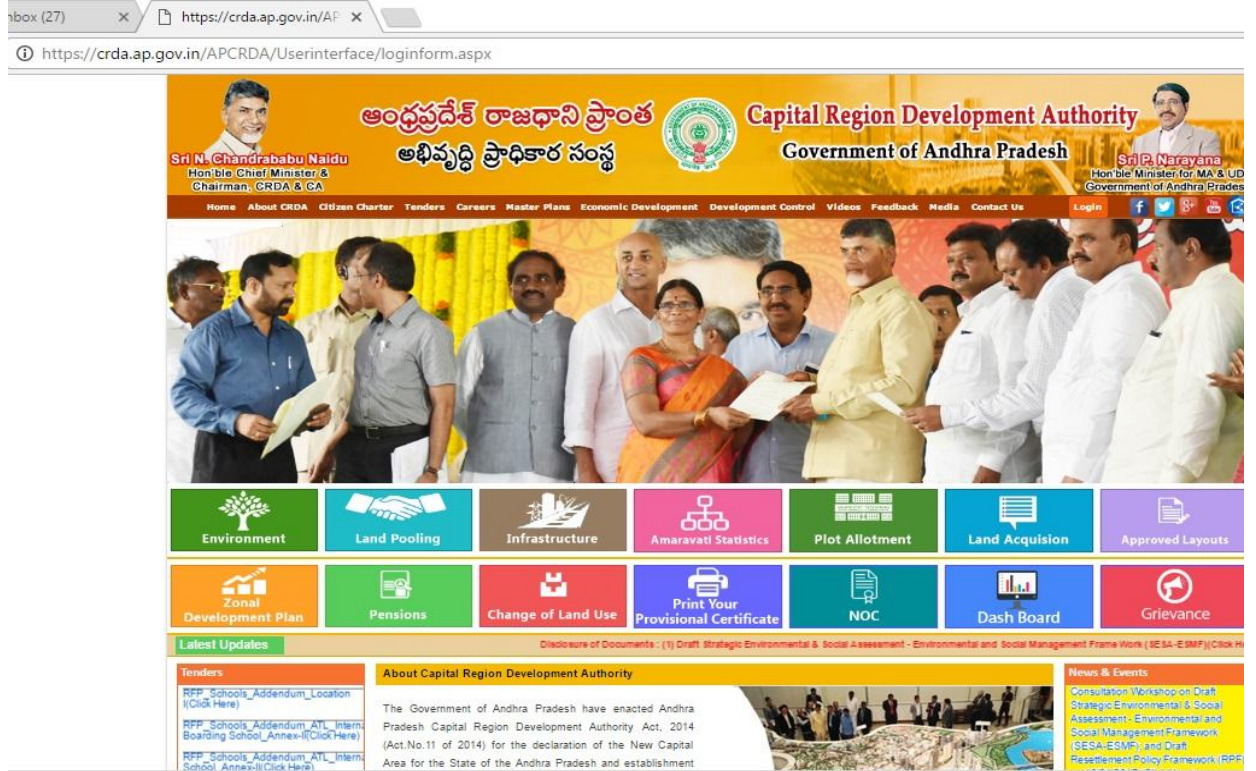 nbox (27)
https://crda.ap.gov.in/AP
https://crda.ap.gov.in/APCRDA/Userinterface/loginform.aspx
ఆంధ్రప్రదేశ్ రాజధాని ప్రాంత
అభివృద్ధి ప్రాధికార సంస్థ
Capital Region Development Authority
Government of Andhra Pradesh
Sri N. Chandrababu Naidu
Hon'ble Chief Minister &
Chairman, CRDA & CA
Sri P. Narayana
Hon'ble Minister for MA & UD
Government of Andhra Prades
Home About CRDA Citizen Charter Tenders Careers Master Plans Economic Development Development Control Videos Feedback Media Contact Us Login
Environment
Land Pooling
Infrastructure
Amaravati Statistics
Plot Allotment
Land Acquision
Approved Layouts
Zonal
Development Plan
Pensions
Change of Land Use
Print Your
Provisional Certificate
NOC
Dash Board
Grievance
Latest Updates
Disclosure of Documents : (1) Draft Strategic Environmental & Social Assessment - Environmental and Social Management Frame Work (SESA-ESMF)(Click He
Tenders
RFP_Schools_Addendum_Location
I(Click Here)
RFP_Schools_Addendum_ATL_Interna
Boarding School_Annex-II(Click Here)
RFP_Schools_Addendum_ATL_Interna
School_Annex-II(Click Here)
About Capital Region Development Authority
The Government of Andhra Pradesh have enacted Andhra
Pradesh Capital Region Development Authority Act, 2014
(Act.No.11 of 2014) for the declaration of the New Capital
Area for the State of the Andhra Pradesh and establishment
News & Events
Consultation Workshop on Draft
Strategic Environmental & Social
Assessment - Environmental and
Social Management Framework
(SESA-ESMF), and Draft
Resettlement Policy Framework (RPF)